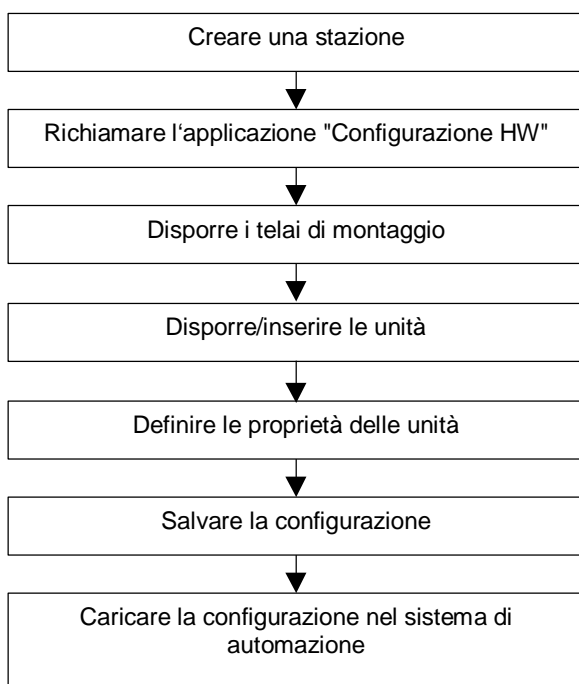 Creare una stazione
Richiamare l‘applicazione "Configurazione HW"
Disporre i telai di montaggio
Disporre/inserire le unità
Definire le proprietà delle unità
Salvare la configurazione
Caricare la configurazione nel sistema di
automazione